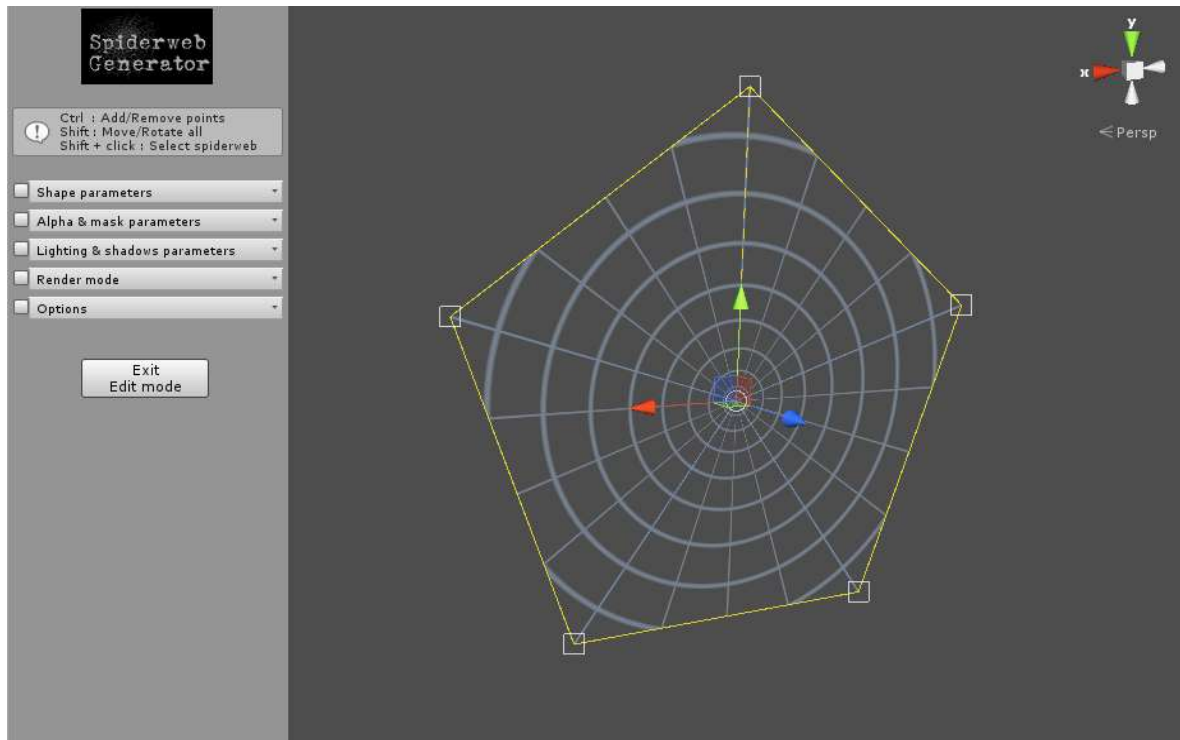 Spiderweb
Generator
Ctrl : Add/Remove points
Shift : Move/Rotate all
Shift + click : Select spiderweb
Shape parameters
Alpha & mask parameters
Lighting & shadows parameters
Render mode
Options
Exit
Edit mode
y
x
Persp